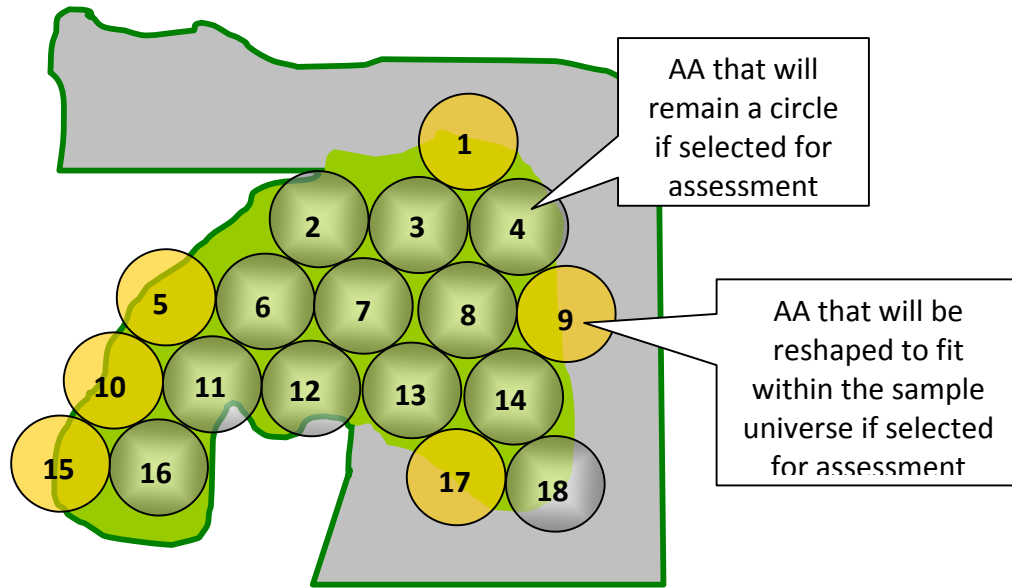 AA that will
remain a circle
if selected for
assessment
1
2
3
4
5
6
7
8
9
AA that will be
reshaped to fit
within the sample
universe if selected
for assessment
10
11
12
13
14
15
16
17
18